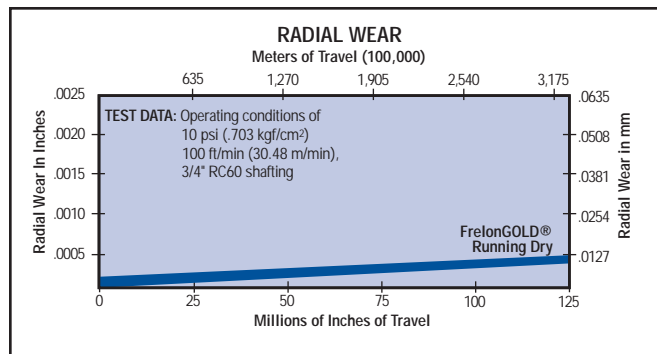 RADIAL WEAR
Meters of Travel (100,000)
635 1,270 1,905 2,540 3,175
Radial Wear In Inches
.0025
.0020
.0015
.0010
.0005
TEST DATA: Operating conditions of
10 psi (.703 kgf/cm²)
100 ft/min (30.48 m/min),
3/4" RC60 shafting
FrelonGOLD®
Running Dry
.0635
.0508
.0381
.0254
.0127
Radial Wear in mm
0 25 50 75 100 125
Millions of Inches of Travel